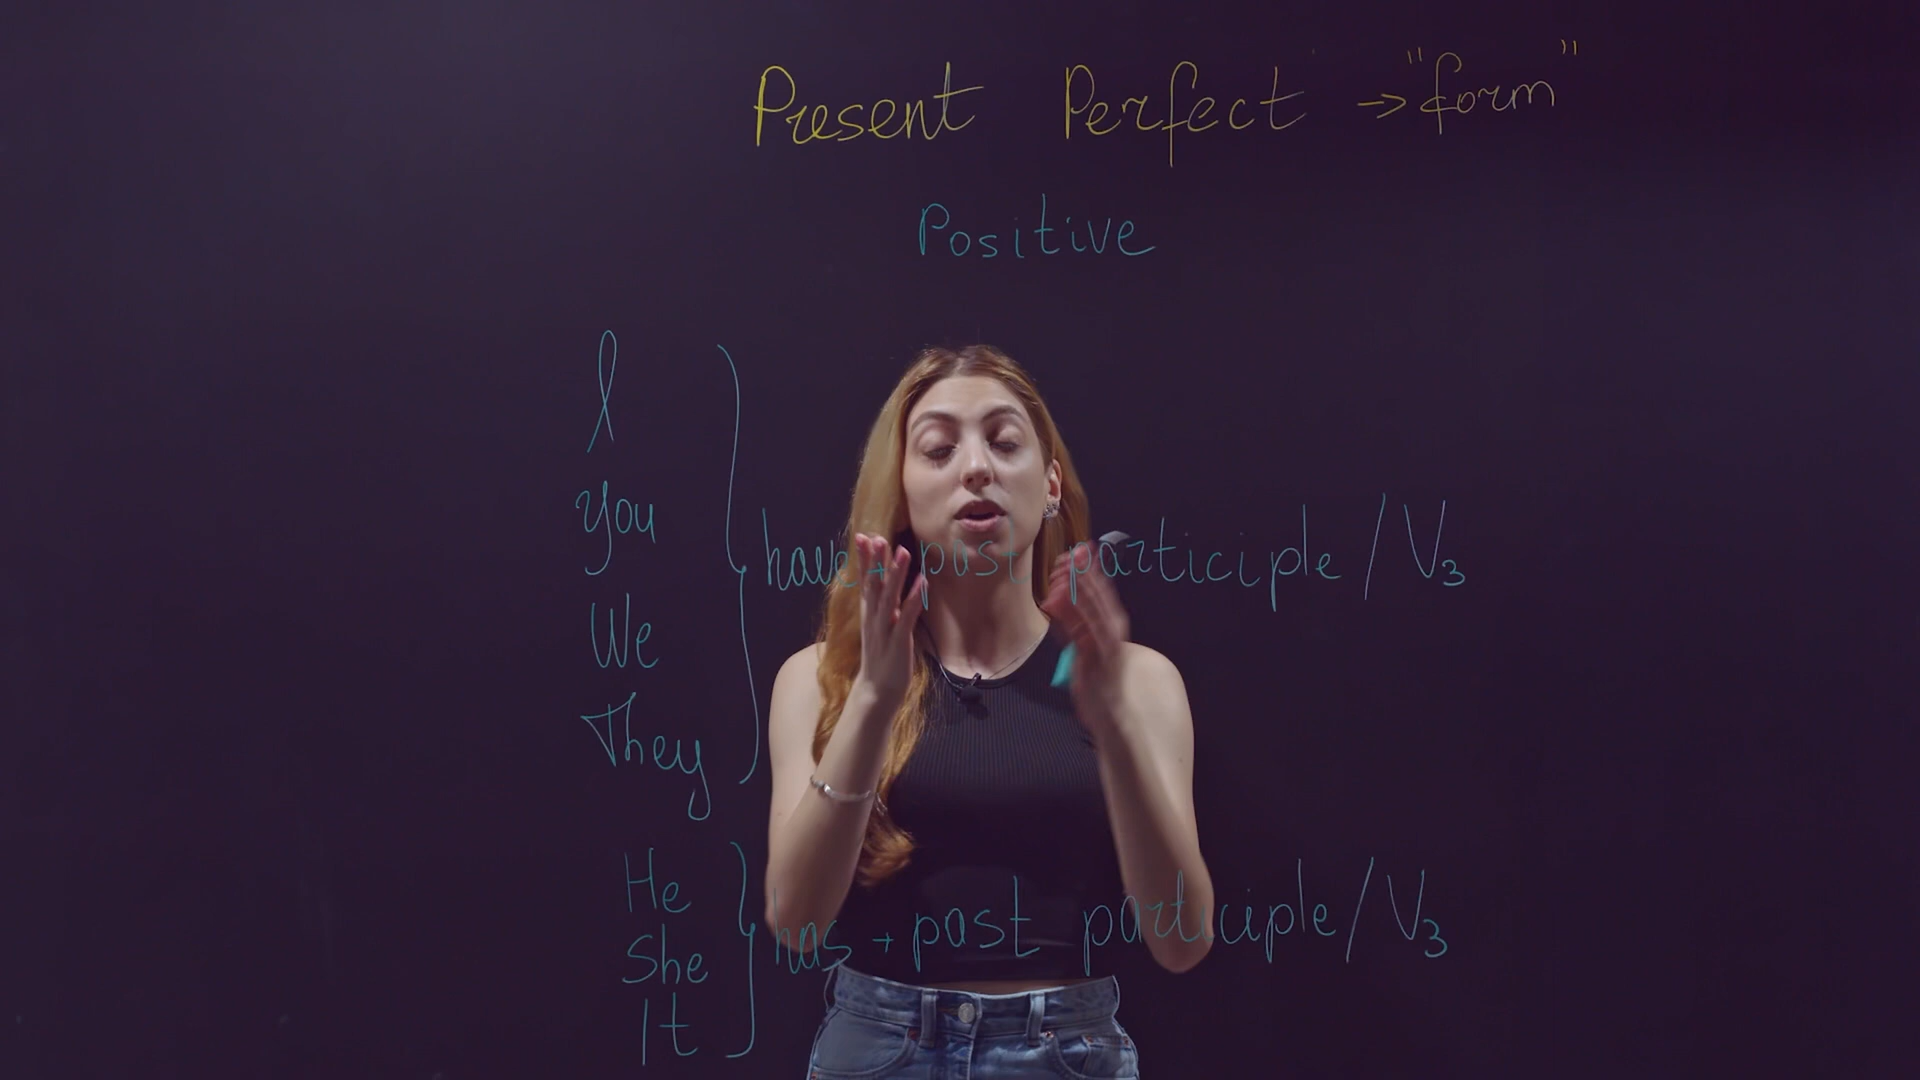 Present Perfect → "form"
Positive
I
You
have + past participle / V3
We
They
He
has + past participle / V3
She
It